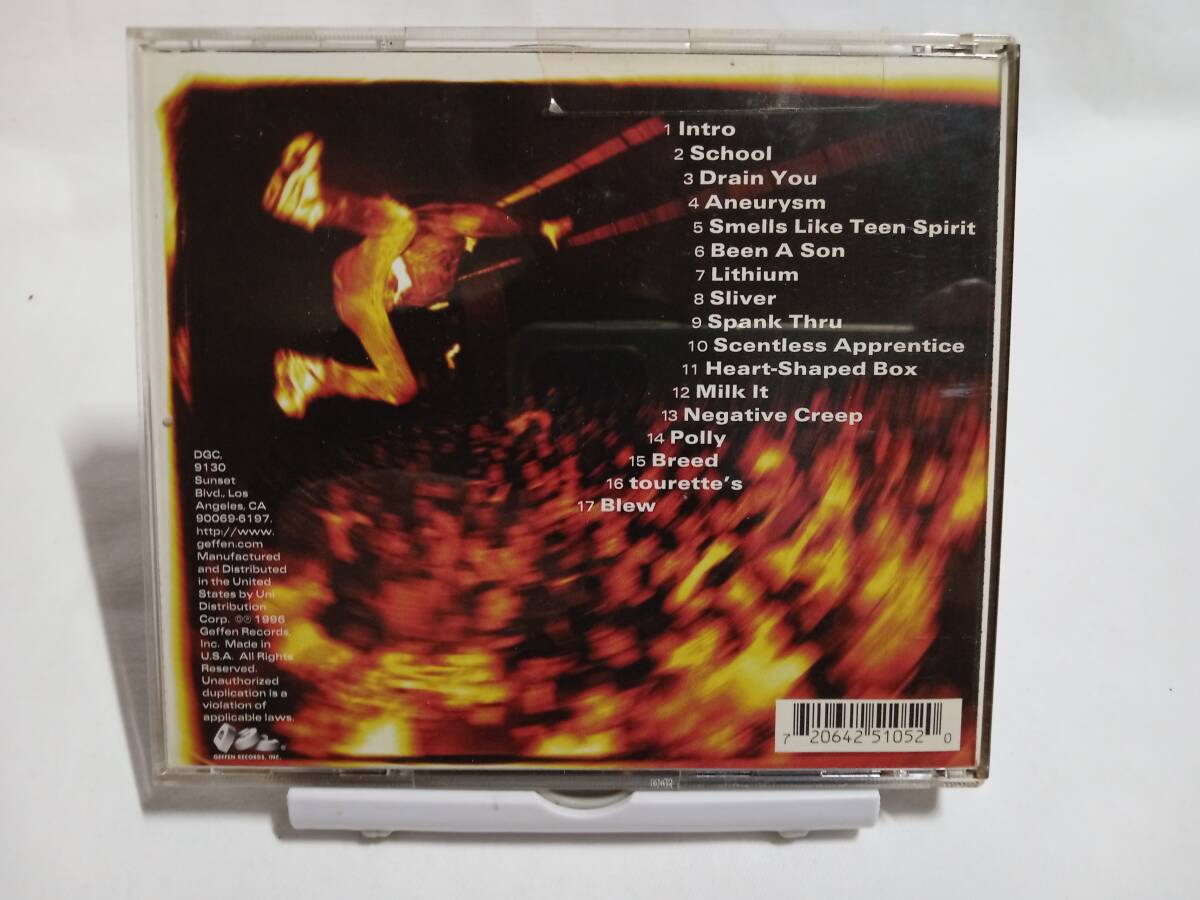 1 Intro
2 School
3 Drain You
4 Aneurysm
5 Smells Like Teen Spirit
6 Been A Son
7 Lithium
8 Sliver
9 Spank Thru
10 Scentless Apprentice
11 Heart-Shaped Box
12 Milk It
13 Negative Creep
14 Polly
15 Breed
16 tourette's
17 Blew
DGC,
9130
Sunset
Blvd., Los
Angeles, CA
90069-6197.
http://www.
geffen.com
Manufactured
and Distributed
in the United
States by Uni
Distribution
Corp. ©℗ 1996
Geffen Records,
Inc. Made in
U.S.A. All Rights
Reserved.
Unauthorized
duplication is a
violation of
applicable laws.
GEFFEN RECORDS, INC.
7 20642 51052 0